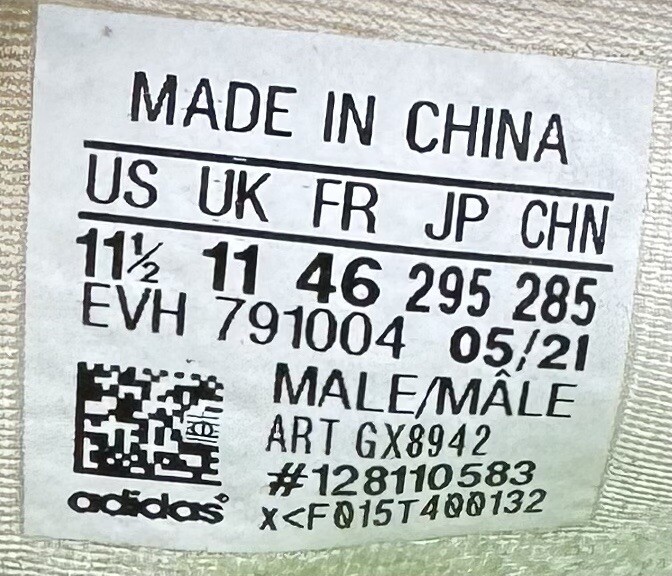 MADE IN CHINA
US UK FR JP CHN
11½ 11 46 295 285
EVH 791004 05/21
MALE/MÂLE
ART GX8942
#128110583
x<F015T400132
adidas